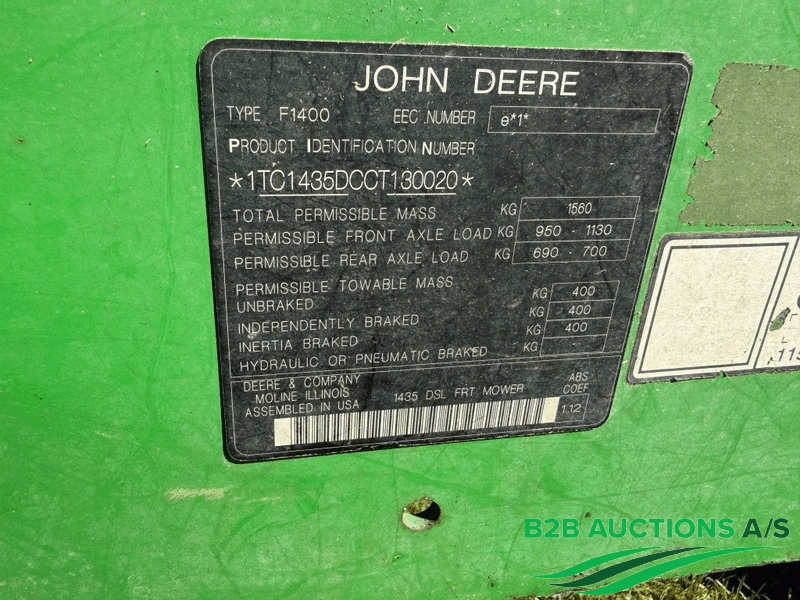 JOHN DEERE
TYPE F1400 EEC NUMBER e*1*
PRODUCT IDENTIFICATION NUMBER
*1TC1435DCCT130020*
TOTAL PERMISSIBLE MASS KG 1560
PERMISSIBLE FRONT AXLE LOAD KG 950 - 1130
PERMISSIBLE REAR AXLE LOAD KG 690 - 700
PERMISSIBLE TOWABLE MASS
UNBRAKED KG 400
INDEPENDENTLY BRAKED KG 400
INERTIA BRAKED KG 400
HYDRAULIC OR PNEUMATIC BRAKED KG -
DEERE & COMPANY
MOLINE ILLINOIS
ASSEMBLED IN USA
1435 DSL FRT MOWER
ABS
COEF
1.12
L
B2B AUCTIONS A/S